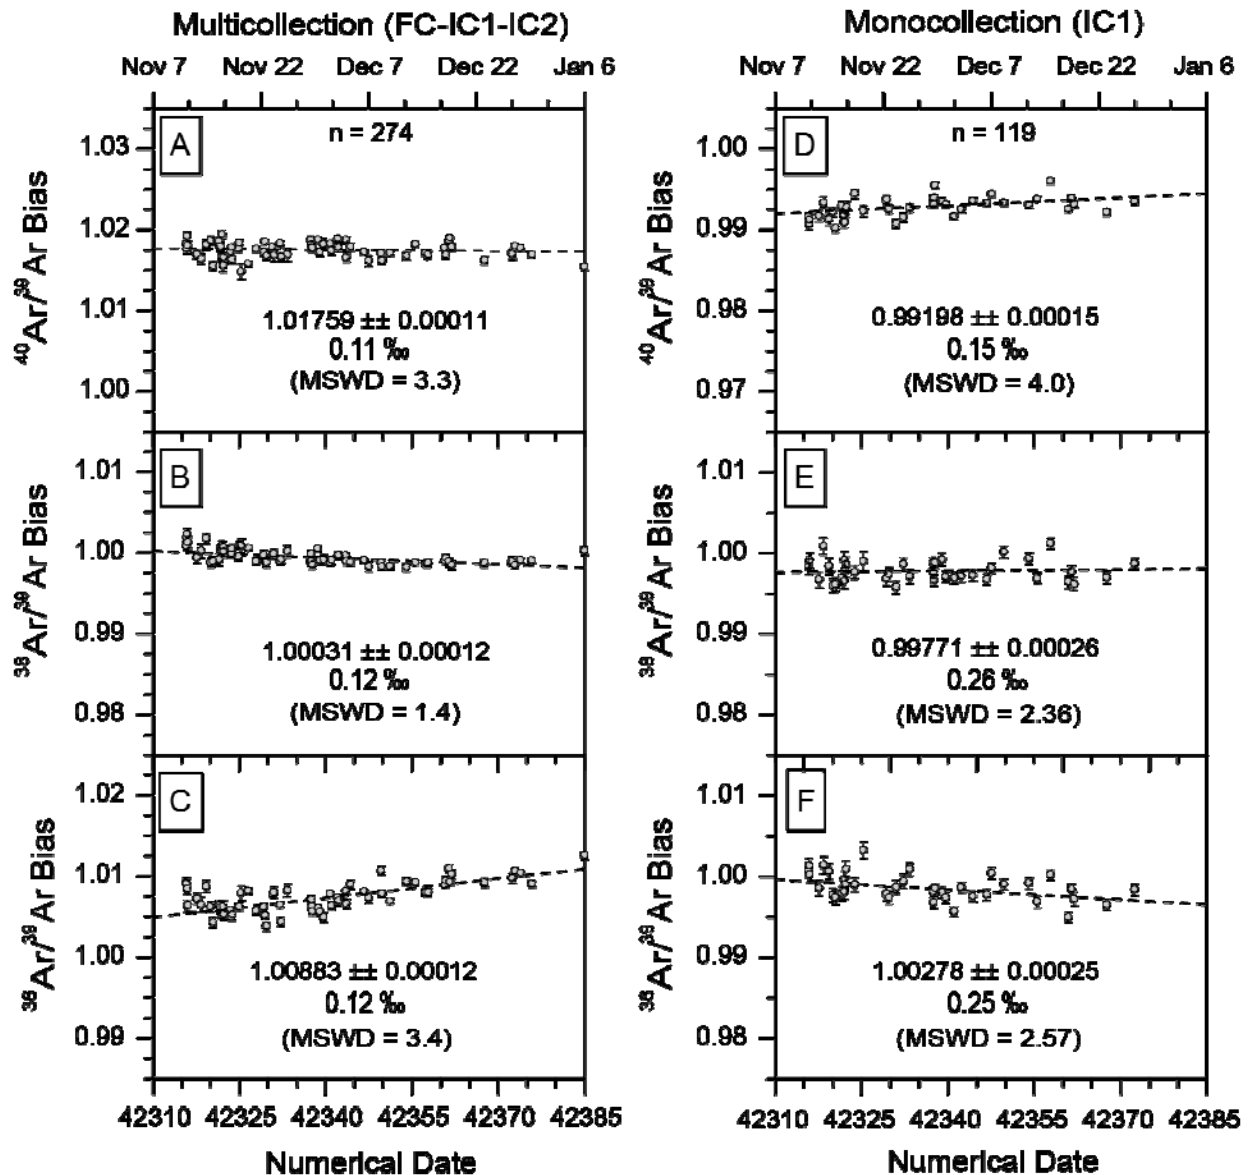 Multicollection (FC-IC1-IC2)
Nov 7 Nov 22 Dec 7 Dec 22 Jan 6
A
n = 274
1.03
1.02
1.01
1.00
⁴⁰Ar/³⁹Ar Bias
1.01759 ±± 0.00011
0.11 ‰
(MSWD = 3.3)
B
1.01
1.00
0.99
0.98
³⁸Ar/³⁹Ar Bias
1.00031 ±± 0.00012
0.12 ‰
(MSWD = 1.4)
C
1.02
1.01
1.00
0.99
³⁶Ar/³⁹Ar Bias
1.00883 ±± 0.00012
0.12 ‰
(MSWD = 3.4)
42310 42325 42340 42355 42370 42385
Numerical Date
Monocollection (IC1)
Nov 7 Nov 22 Dec 7 Dec 22 Jan 6
D
n = 119
1.00
0.99
0.98
0.97
⁴⁰Ar/³⁹Ar Bias
0.99198 ±± 0.00015
0.15 ‰
(MSWD = 4.0)
E
1.01
1.00
0.99
0.98
³⁸Ar/³⁹Ar Bias
0.99771 ±± 0.00026
0.26 ‰
(MSWD = 2.36)
F
1.01
1.00
0.99
0.98
³⁶Ar/³⁹Ar Bias
1.00278 ±± 0.00025
0.25 ‰
(MSWD = 2.57)
42310 42325 42340 42355 42370 42385
Numerical Date